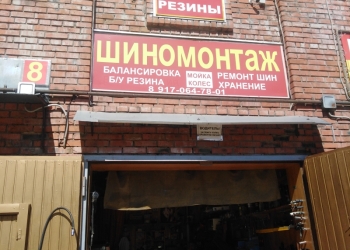 РЕЗИНЫ
ШИНОМОНТАЖ
БАЛАНСИРОВКА МОЙКА РЕМОНТ ШИН
Б/У РЕЗИНА КОЛЕС ХРАНЕНИЕ
8 917-064-78-01
8